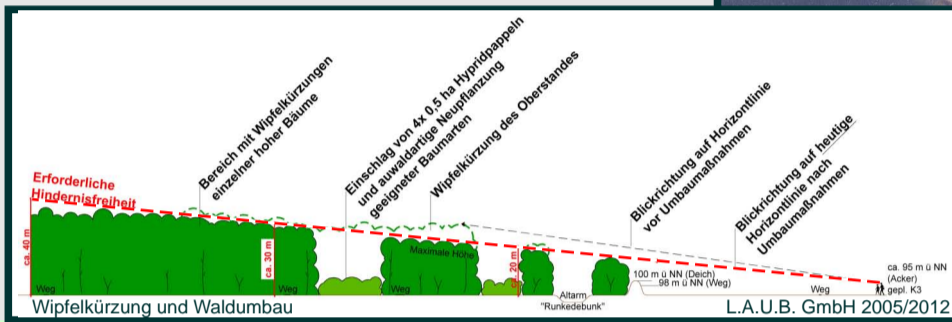 Bereich mit Wipfelkürzungen
einzelner hoher Bäume
Einschlag von 4x 0,5 ha Hypridpappeln
und auwaldartige Neupflanzung
geeigneter Baumarten
Wipfelkürzung des Oberstandes
Blickrichtung auf Horizontlinie
vor Umbaumaßnahmen
Blickrichtung auf heutige
Horizontlinie nach
Umbaumaßnahmen
Erforderliche
Hindernisfreiheit
ca. 40 m
ca. 30 m
Maximale Höhe
ca. 20 m
100 m ü NN (Deich)
98 m ü NN (Weg)
ca. 95 m ü NN
(Acker)
gepl. K3
Weg
Weg
Weg
Weg
Altarm
"Runkedebunk"
Wipfelkürzung und Waldumbau
L.A.U.B. GmbH 2005/2012